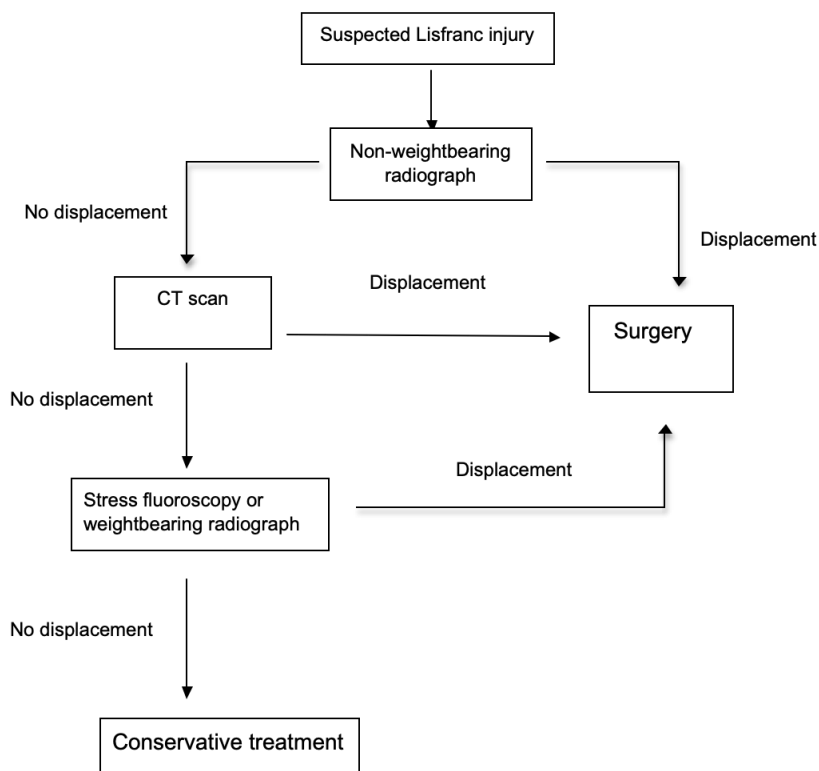 Suspected Lisfranc injury
Non-weightbearing
radiograph
No displacement
Displacement
CT scan
Displacement
Surgery
No displacement
Displacement
Stress fluoroscopy or
weightbearing radiograph
No displacement
Conservative treatment